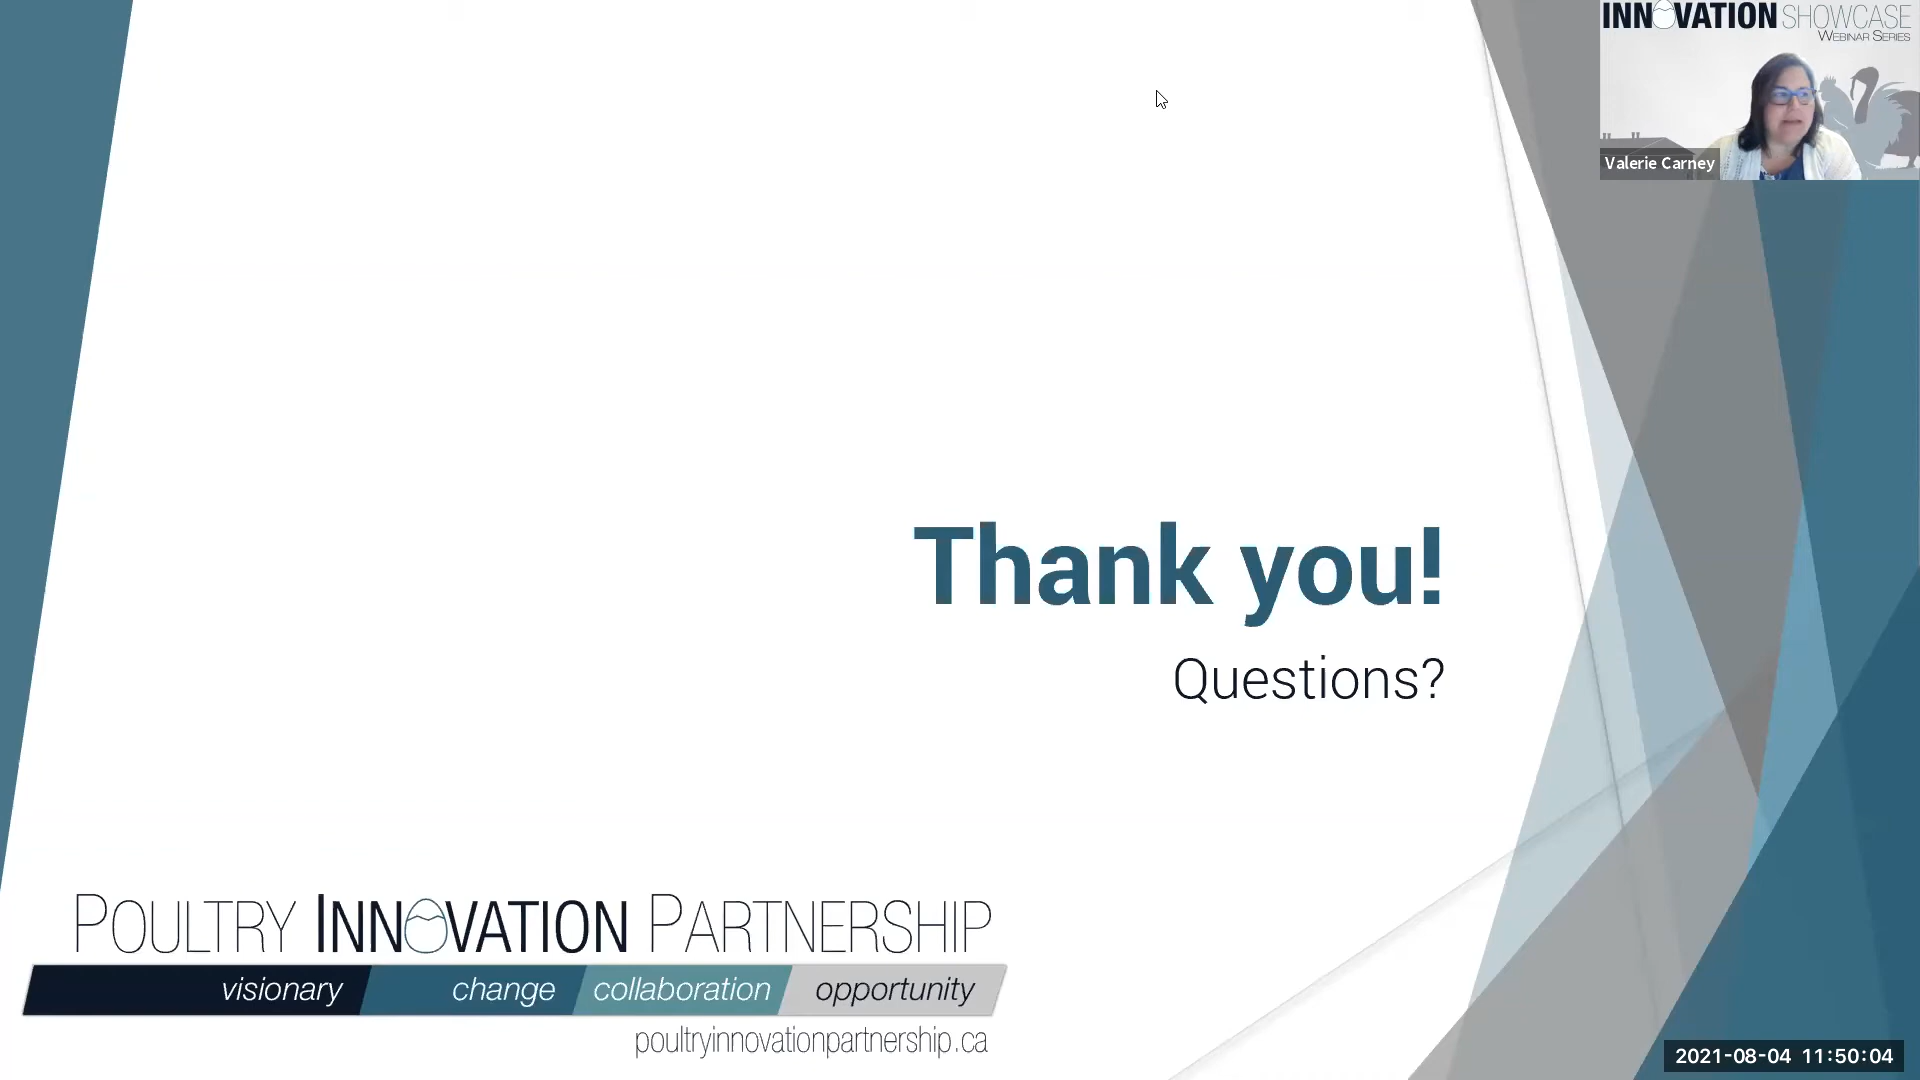 INNOVATION SHOWCASE
WEBINAR SERIES
Valerie Carney
Thank you!
Questions?
POULTRY INNOVATION PARTNERSHIP
visionary change collaboration opportunity
poultryinnovationpartnership.ca
2021-08-04 11:50:04